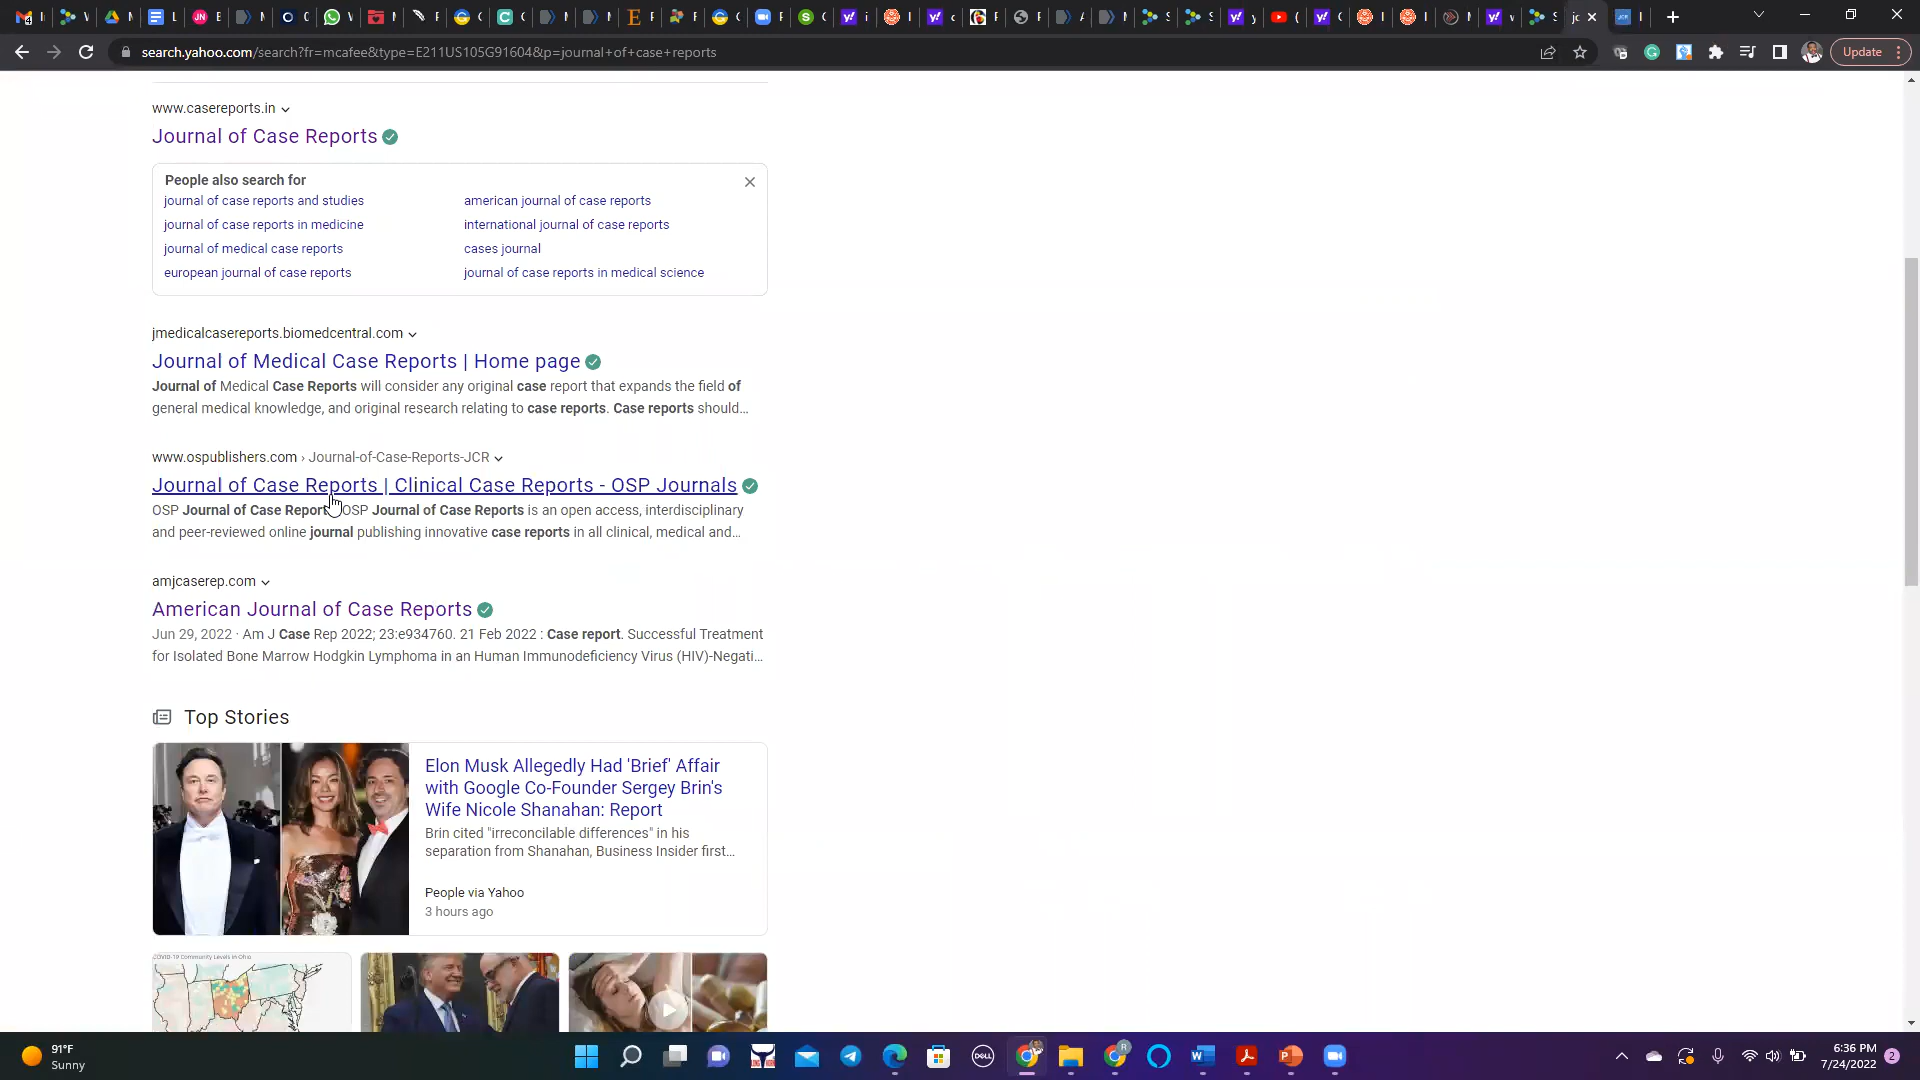 search.yahoo.com/search?fr=mcafee&type=E211US105G91604&p=journal+of+case+reports
Update
www.casereports.in
Journal of Case Reports
People also search for
journal of case reports and studies
american journal of case reports
journal of case reports in medicine
international journal of case reports
journal of medical case reports
cases journal
european journal of case reports
journal of case reports in medical science
jmedicalcasereports.biomedcentral.com
Journal of Medical Case Reports | Home page
Journal of Medical Case Reports will consider any original case report that expands the field of
general medical knowledge, and original research relating to case reports. Case reports should...
www.ospublishers.com › Journal-of-Case-Reports-JCR
Journal of Case Reports | Clinical Case Reports - OSP Journals
OSP Journal of Case Report OSP Journal of Case Reports is an open access, interdisciplinary
and peer-reviewed online journal publishing innovative case reports in all clinical, medical and...
amjcaserep.com
American Journal of Case Reports
Jun 29, 2022 · Am J Case Rep 2022; 23:e934760. 21 Feb 2022 : Case report. Successful Treatment
for Isolated Bone Marrow Hodgkin Lymphoma in an Human Immunodeficiency Virus (HIV)-Negati...
Top Stories
Elon Musk Allegedly Had 'Brief' Affair
with Google Co-Founder Sergey Brin's
Wife Nicole Shanahan: Report
Brin cited "irreconcilable differences" in his
separation from Shanahan, Business Insider first...
People via Yahoo
3 hours ago
COVID-19 Community Levels in Ohio
91°F
Sunny
DELL
R
6:36 PM
7/24/2022
2